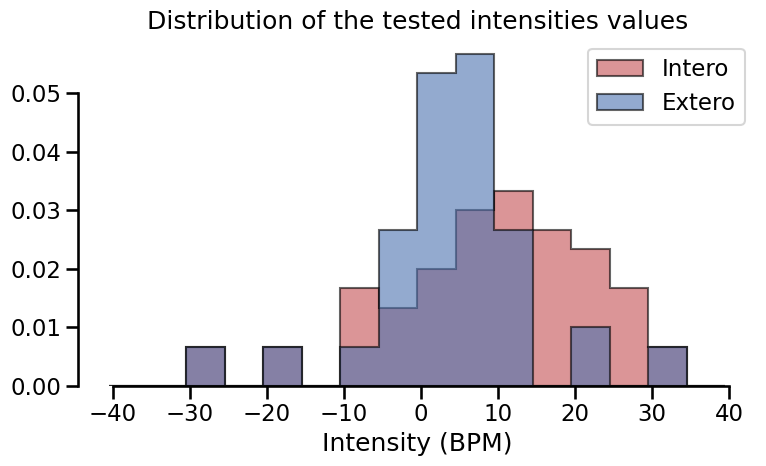 Distribution of the tested intensities values
Intero
Extero
0.05
0.04
0.03
0.02
0.01
0.00
−40 −30 −20 −10 0 10 20 30 40
Intensity (BPM)